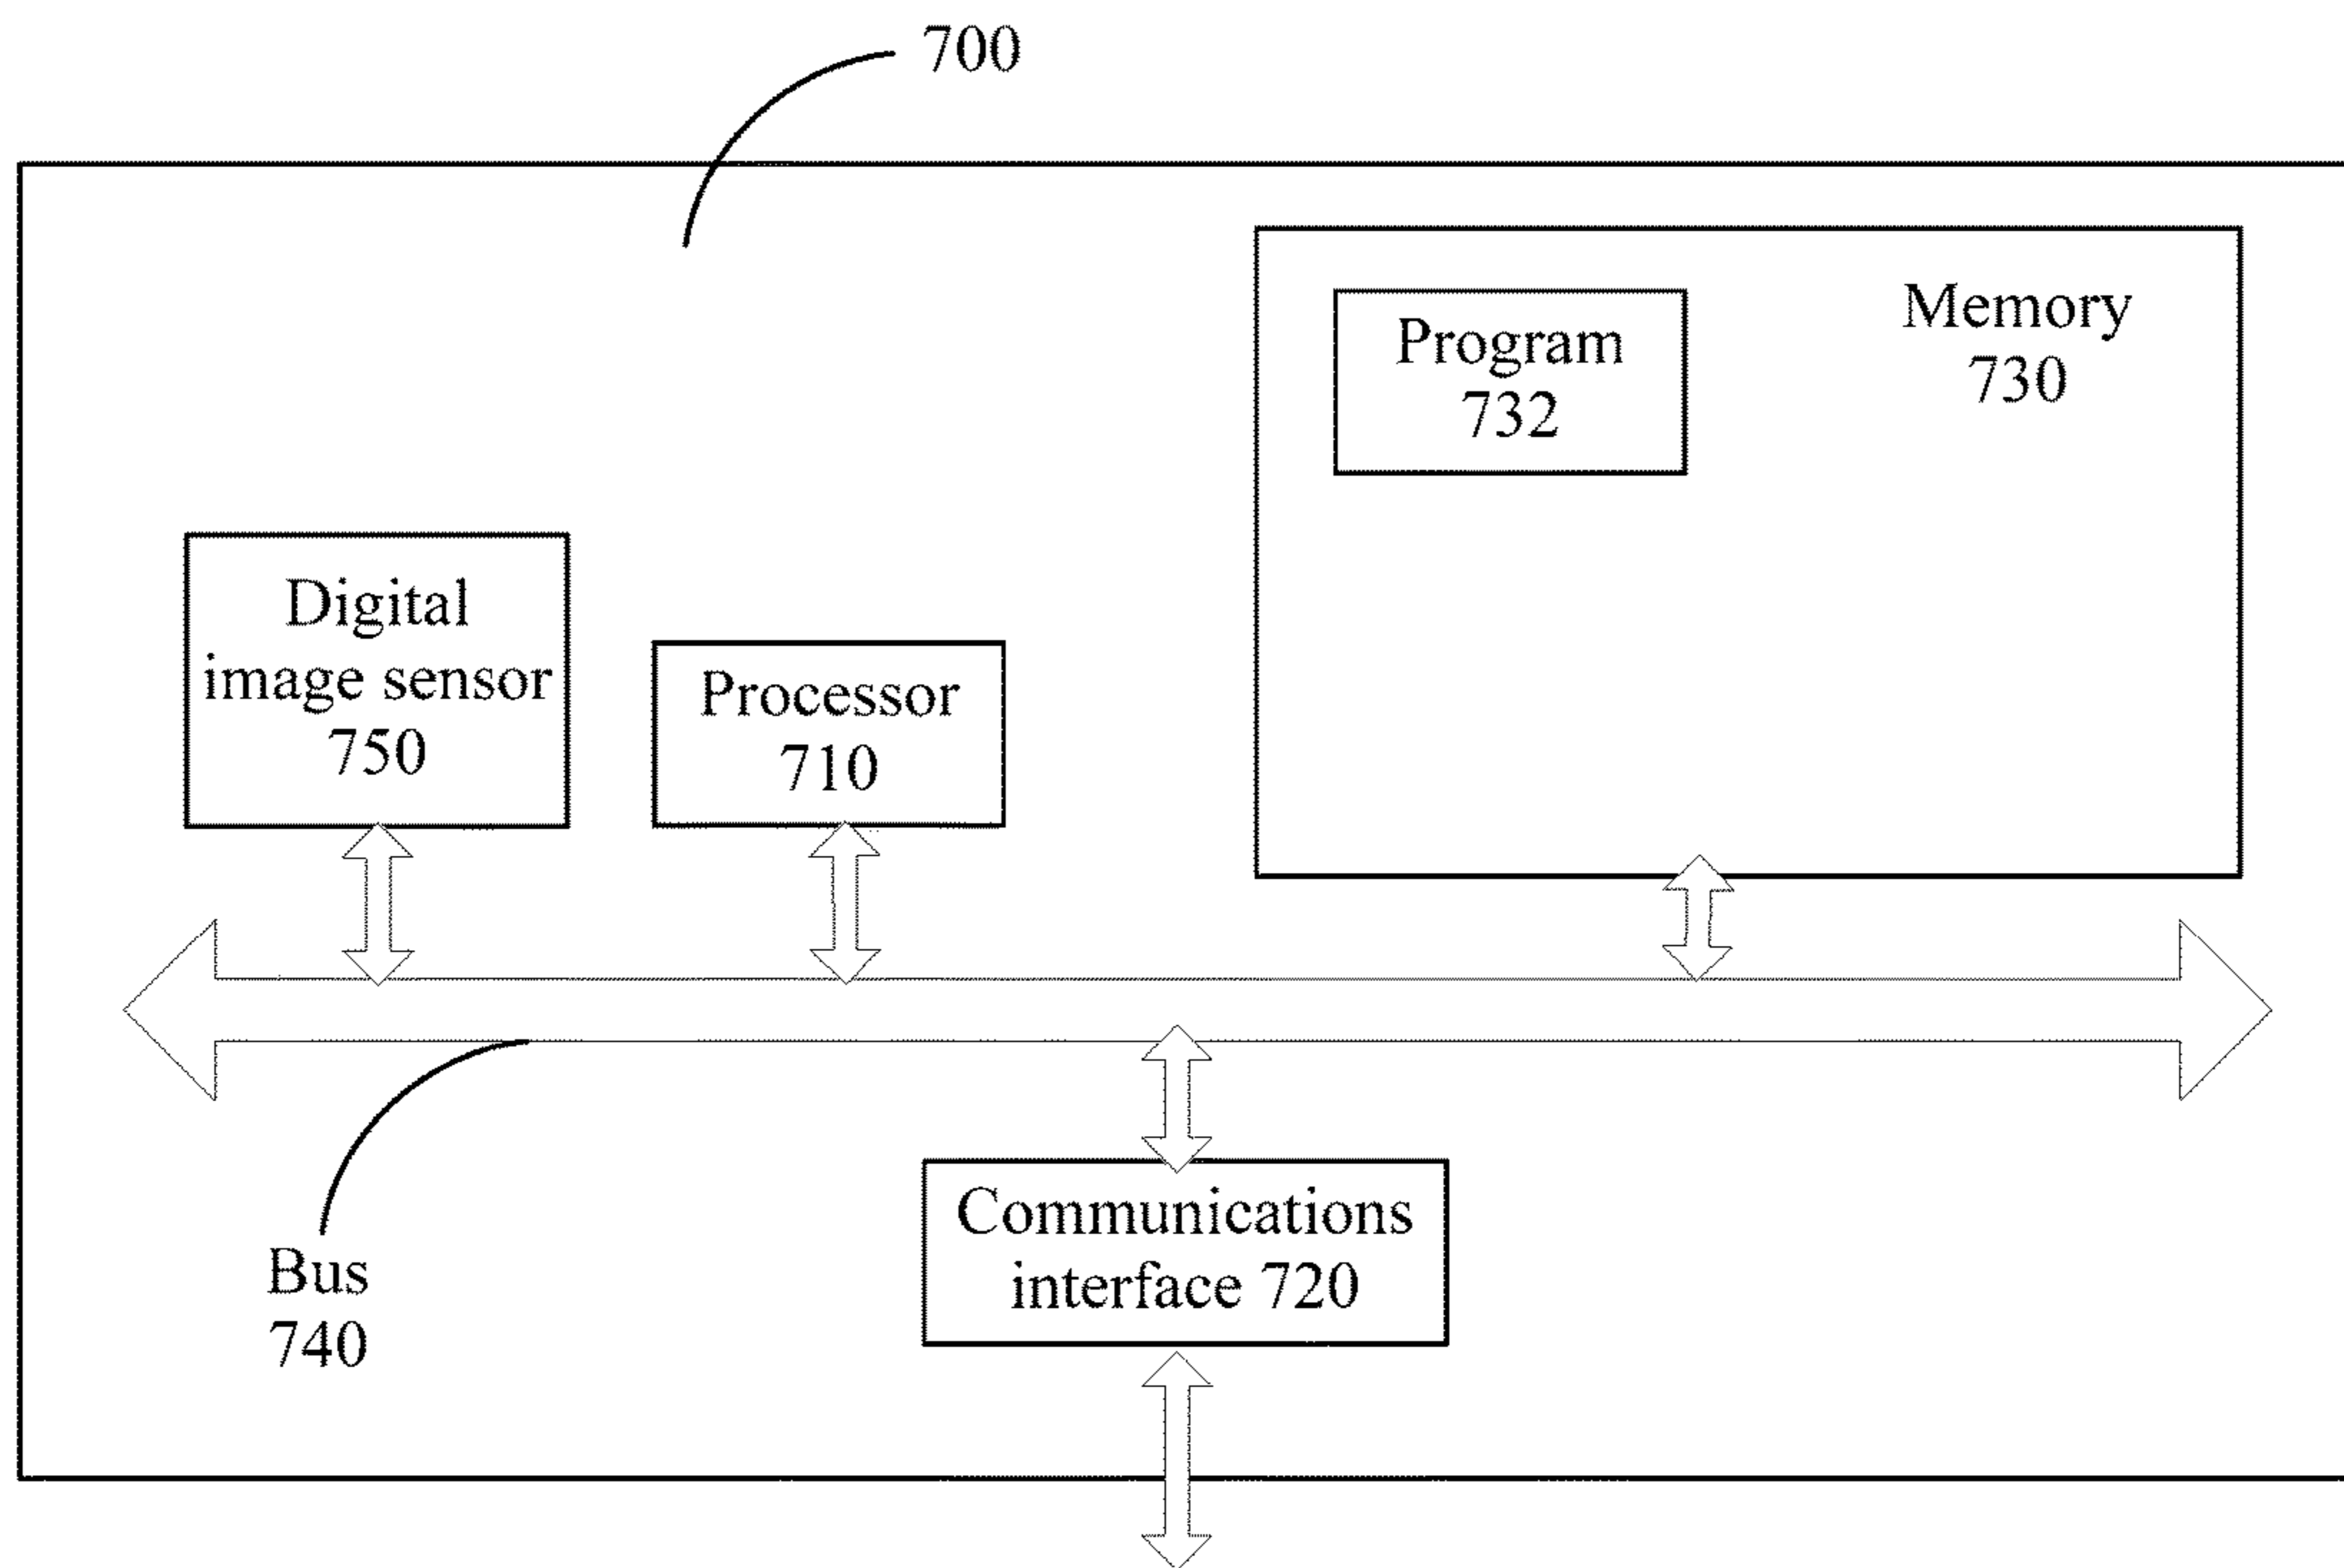 700
Memory
730
Program
732
Digital
image sensor
750
Processor
710
Bus
740
Communications
interface 720